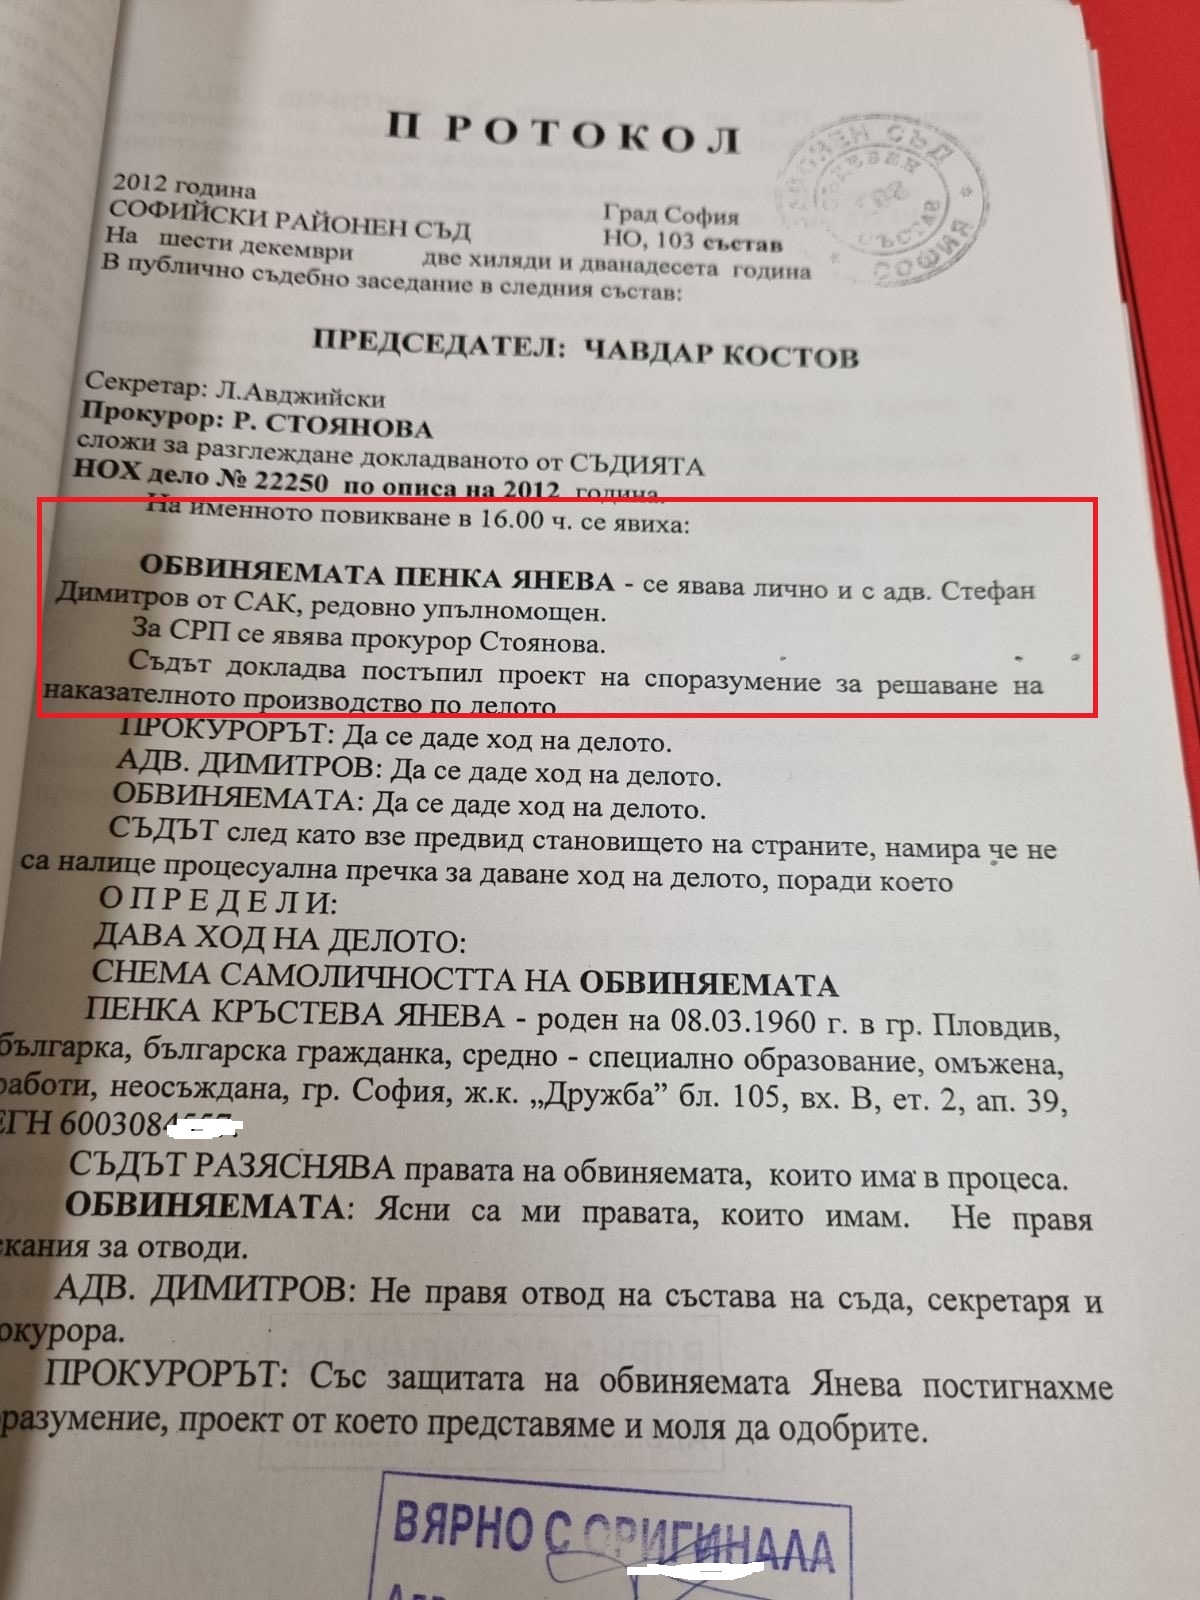 П Р О Т О К О Л
РАЙОНЕН СЪД
СОФИЯ
СЪДЕБЕН
СЪСТАВ
2012 година
Град София
СОФИЙСКИ РАЙОНЕН СЪД
НО, 103 състав
На шести декември две хиляди и дванадесета година
В публично съдебно заседание в следния състав:
ПРЕДСЕДАТЕЛ: ЧАВДАР КОСТОВ
Секретар: Л.Авджийски
Прокурор: Р. СТОЯНОВА
сложи за разглеждане докладваното от СЪДИЯТА
НОХ дело № 22250 по описа на 2012 година.
На именното повикване в 16.00 ч. се явиха:
ОБВИНЯЕМАТА ПЕНКА ЯНЕВА - се явава лично и с адв. Стефан
Димитров от САК, редовно упълномощен.
За СРП се явява прокурор Стоянова.
Съдът докладва постъпил проект на споразумение за решаване на
наказателното производство по делото
ПРОКУРОРЪТ: Да се даде ход на делото.
АДВ. ДИМИТРОВ: Да се даде ход на делото.
ОБВИНЯЕМАТА: Да се даде ход на делото.
СЪДЪТ след като взе предвид становището на страните, намира че не
са налице процесуална пречка за даване ход на делото, поради което
О П Р Е Д Е Л И:
ДАВА ХОД НА ДЕЛОТО:
СНЕМА САМОЛИЧНОСТТА НА ОБВИНЯЕМАТА
ПЕНКА КРЪСТЕВА ЯНЕВА - роден на 08.03.1960 г. в гр. Пловдив,
българка, българска гражданка, средно - специално образование, омъжена,
работи, неосъждана, гр. София, ж.к. „Дружба” бл. 105, вх. В, ет. 2, ап. 39,
ЕГН 6003084
СЪДЪТ РАЗЯСНЯВА правата на обвиняемата, които има в процеса.
ОБВИНЯЕМАТА: Ясни са ми правата, които имам. Не правя
скания за отводи.
АДВ. ДИМИТРОВ: Не правя отвод на състава на съда, секретаря и
окурора.
ПРОКУРОРЪТ: Със защитата на обвиняемата Янева постигнахме
оразумение, проект от което представяме и моля да одобрите.
ВЯРНО С ОРИГИНАЛА